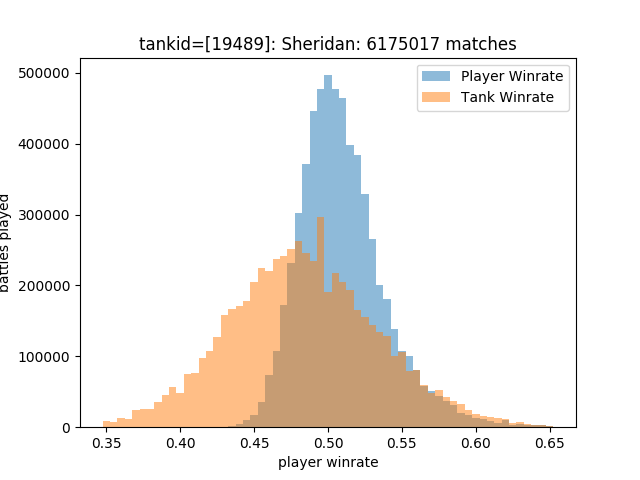 tankid=[19489]: Sheridan: 6175017 matches
Player Winrate
Tank Winrate
500000
400000
300000
200000
100000
0
battles played
0.35 0.40 0.45 0.50 0.55 0.60 0.65
player winrate